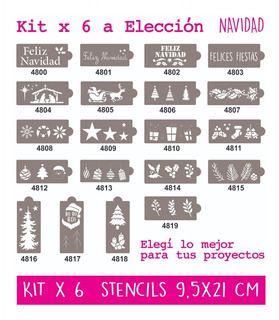 Kit x 6 a Elección NAVIDAD
Feliz Navidad
Feliz Navidad
FELIZ NAVIDAD
FELICES FIESTAS
4800 4801 4802 4803
4804 4805 4806 4807
4808 4809 4810 4811
4812 4813 4814 4815
4819
Elegí lo mejor
para tus proyectos
4816 4817 4818
KIT X 6 STENCILS 9,5X21 CM